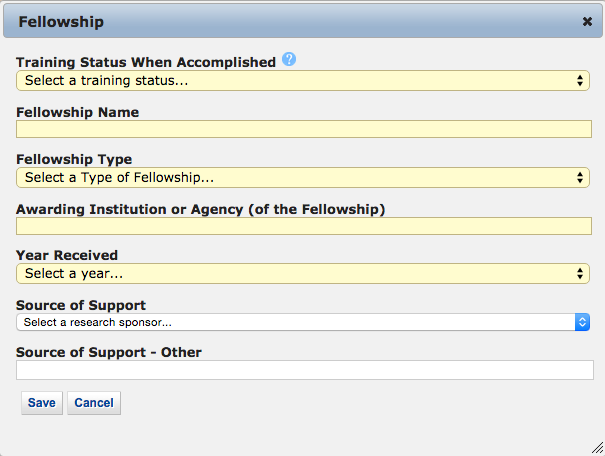 Fellowship
Training Status When Accomplished ?
Select a training status...
Fellowship Name
Fellowship Type
Select a Type of Fellowship...
Awarding Institution or Agency (of the Fellowship)
Year Received
Select a year...
Source of Support
Select a research sponsor...
Source of Support - Other
Save Cancel